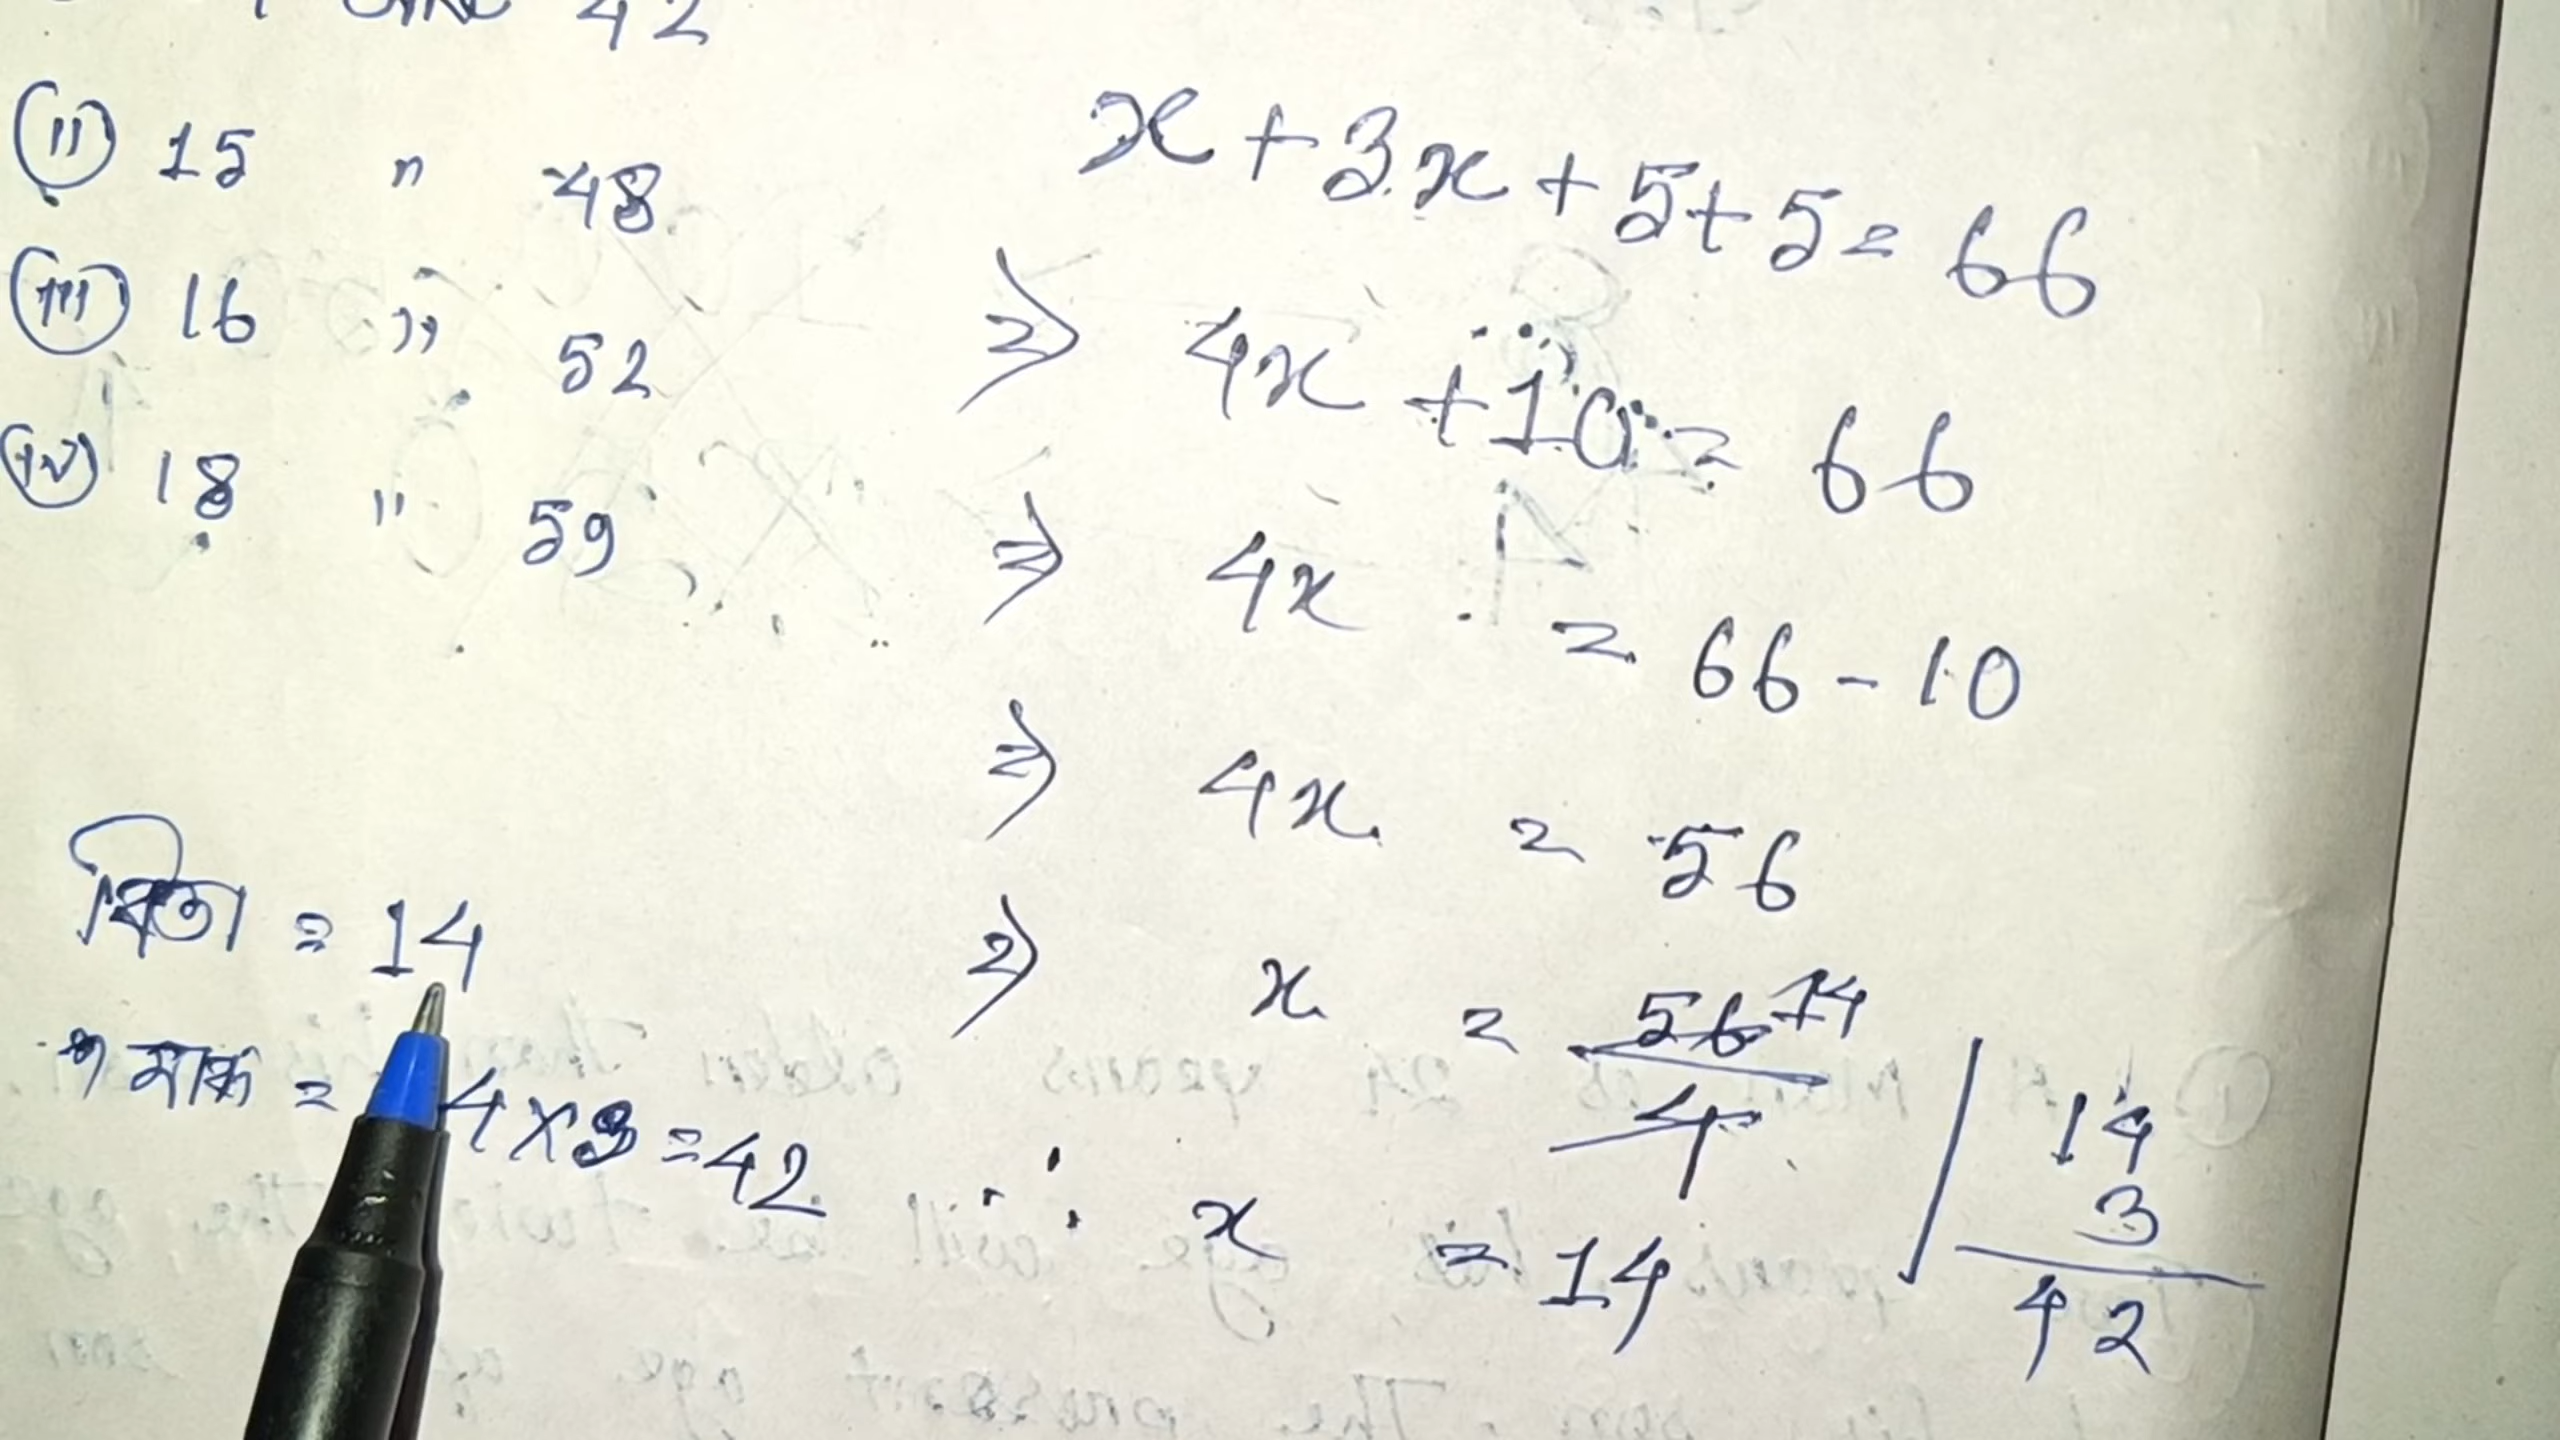 42
(ii) 15 " 48
(iii) 16 " 52
(iv) 18 " 59
x + 3x + 5 + 5 = 66
⇒ 4x + 10 = 66
⇒ 4x = 66 - 10
⇒ 4x = 56
⇒ x = 56 14
4
∴ x = 14
= 14
= 4 x 3 = 42
14
3
42